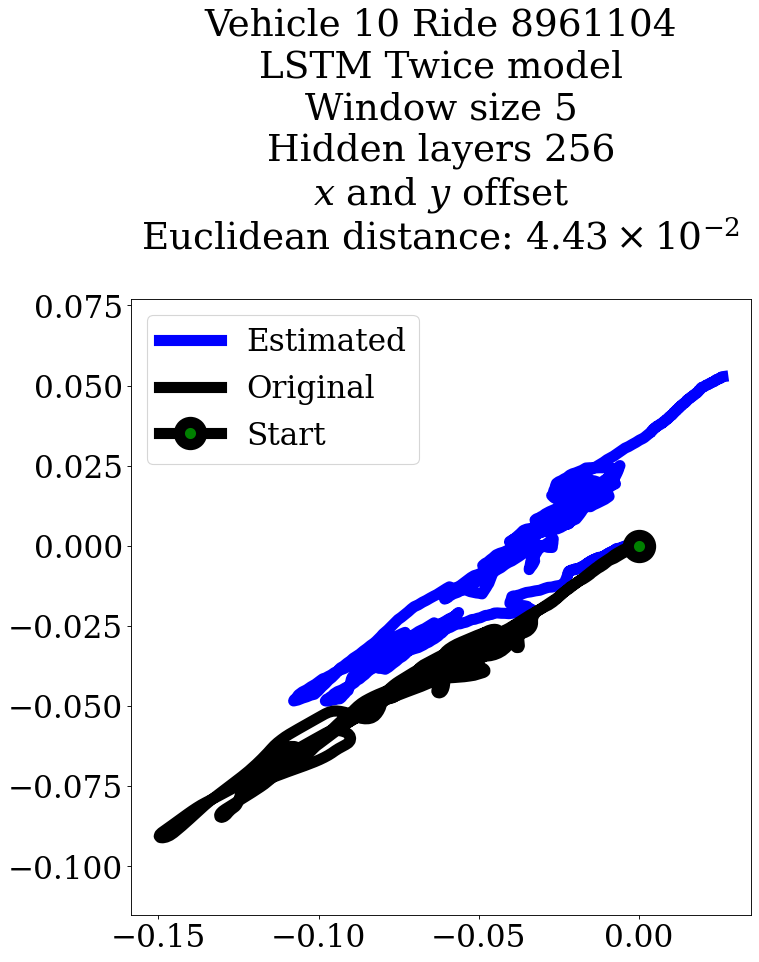 Vehicle 10 Ride 8961104
LSTM Twice model
Window size 5
Hidden layers 256
x and y offset
Euclidean distance: 4.43 × 10⁻²
0.075
0.050
0.025
0.000
−0.025
−0.050
−0.075
−0.100
Estimated
Original
Start
−0.15
−0.10
−0.05
0.00